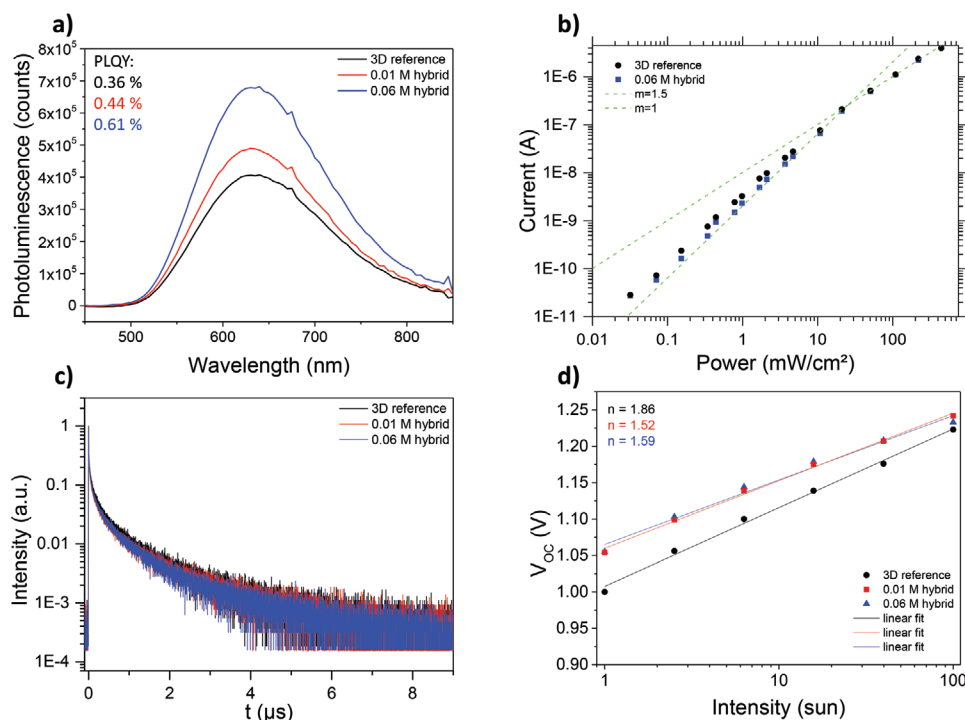 a)
8x10⁵
7x10⁵
6x10⁵
5x10⁵
4x10⁵
3x10⁵
2x10⁵
1x10⁵
0
Photoluminescence (counts)
PLQY:
0.36 %
0.44 %
0.61 %
3D reference
0.01 M hybrid
0.06 M hybrid
500 600 700 800
Wavelength (nm)
b)
1E-6
1E-7
1E-8
1E-9
1E-10
1E-11
Current (A)
3D reference
0.06 M hybrid
m=1.5
m=1
0.01 0.1 1 10 100
Power (mW/cm²)
c)
1
0.1
0.01
1E-3
1E-4
Intensity (a.u.)
3D reference
0.01 M hybrid
0.06 M hybrid
0 2 4 6 8
t (µs)
d)
1.25
1.20
1.15
1.10
1.05
1.00
0.95
0.90
V_OC (V)
n = 1.86
n = 1.52
n = 1.59
3D reference
0.01 M hybrid
0.06 M hybrid
linear fit
linear fit
linear fit
1 10 100
Intensity (sun)